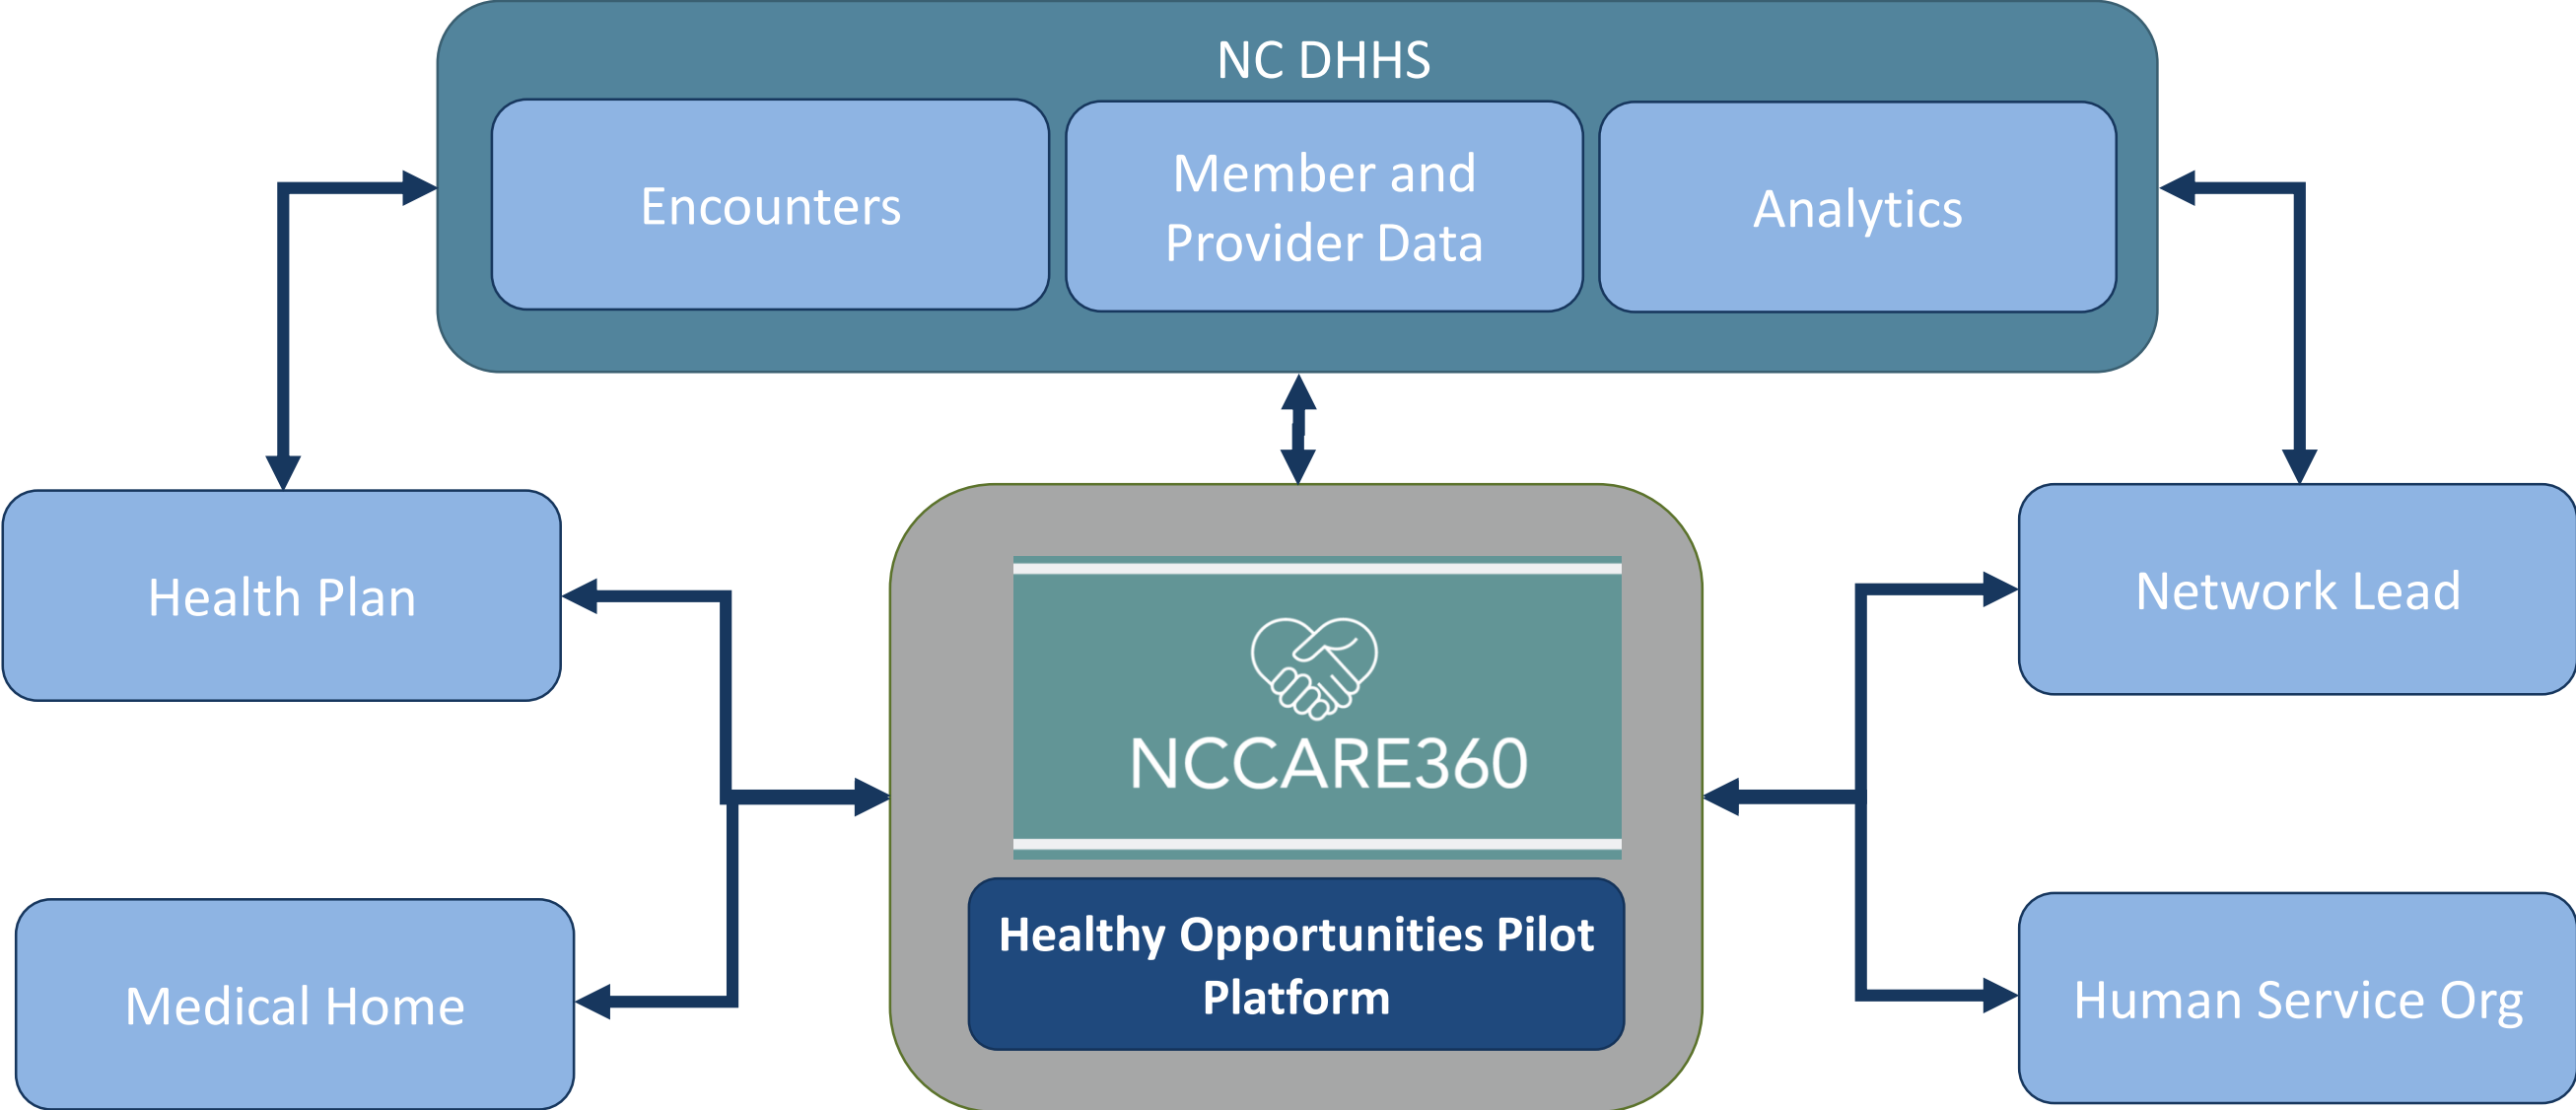 NC DHHS
Encounters
Member and
Provider Data
Analytics
Health Plan
Network Lead
NCCARE360
Healthy Opportunities Pilot
Platform
Medical Home
Human Service Org